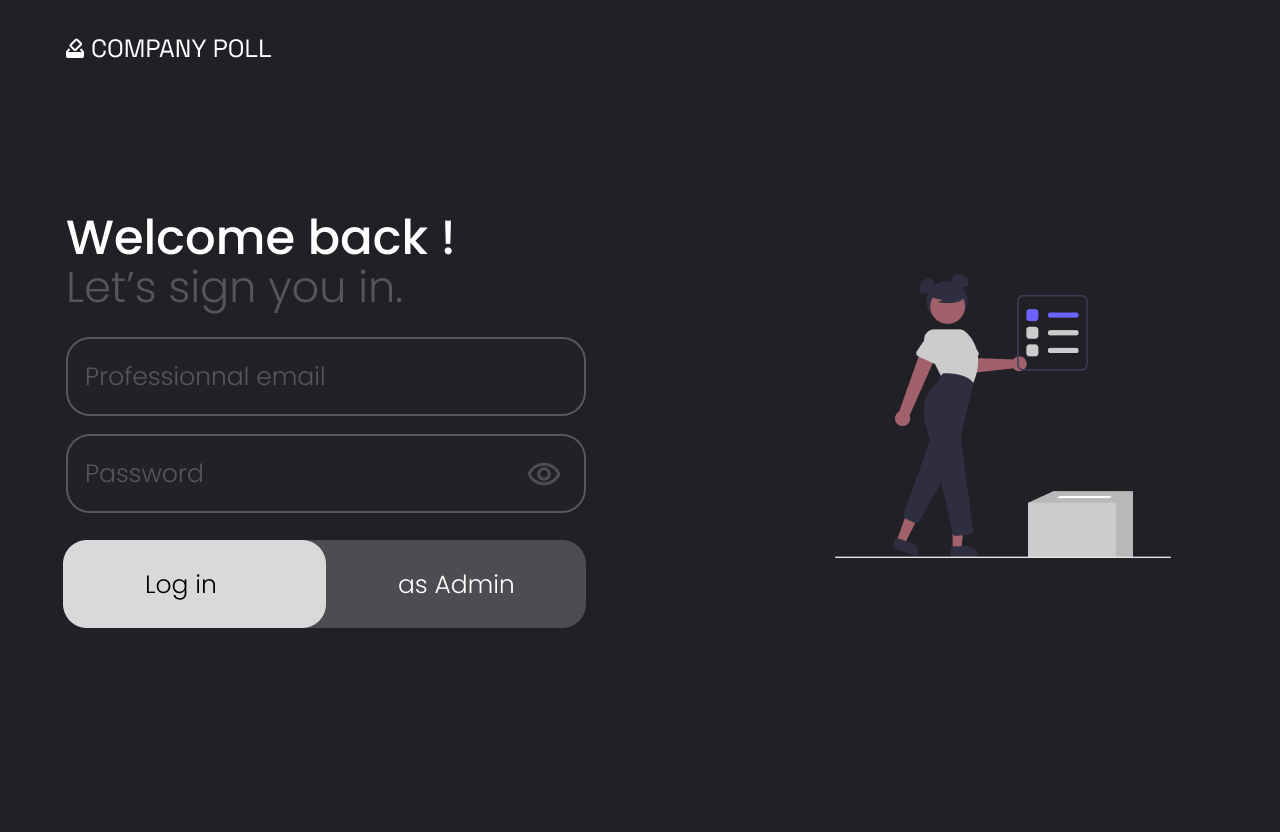 COMPANY POLL
Welcome back !
Let’s sign you in.
Professionnal email
Password
Log in
as Admin